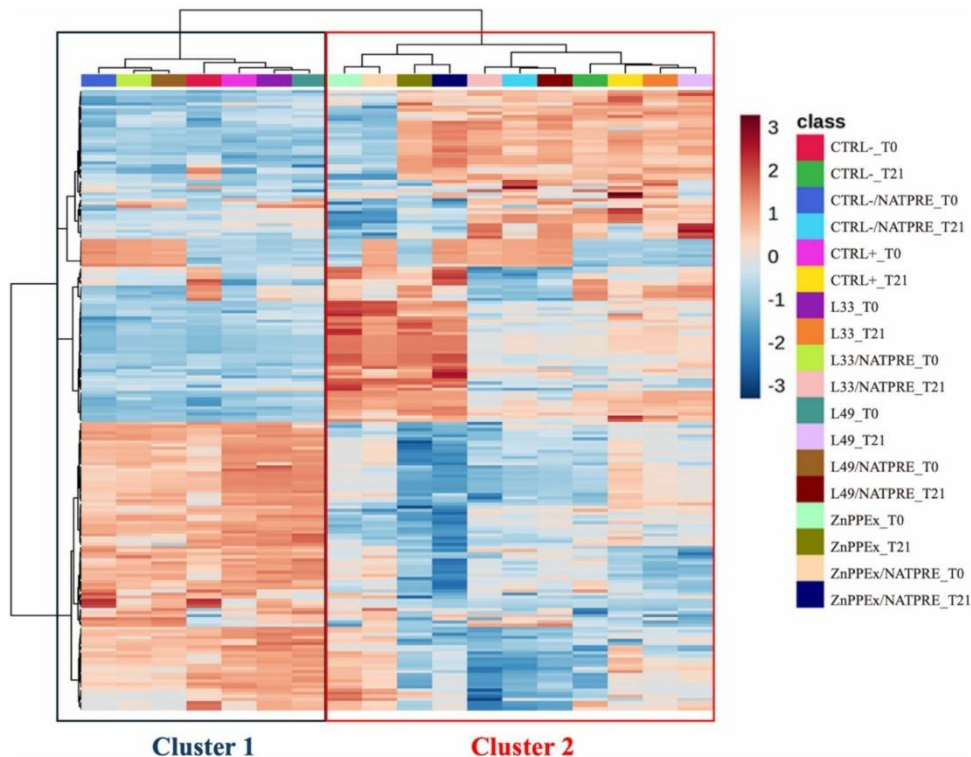 class
3
2
1
0
-1
-2
-3
CTRL-_T0
CTRL-_T21
CTRL-/NATPRE_T0
CTRL-/NATPRE_T21
CTRL+_T0
CTRL+_T21
L33_T0
L33_T21
L33/NATPRE_T0
L33/NATPRE_T21
L49_T0
L49_T21
L49/NATPRE_T0
L49/NATPRE_T21
ZnPPEx_T0
ZnPPEx_T21
ZnPPEx/NATPRE_T0
ZnPPEx/NATPRE_T21
Cluster 1
Cluster 2